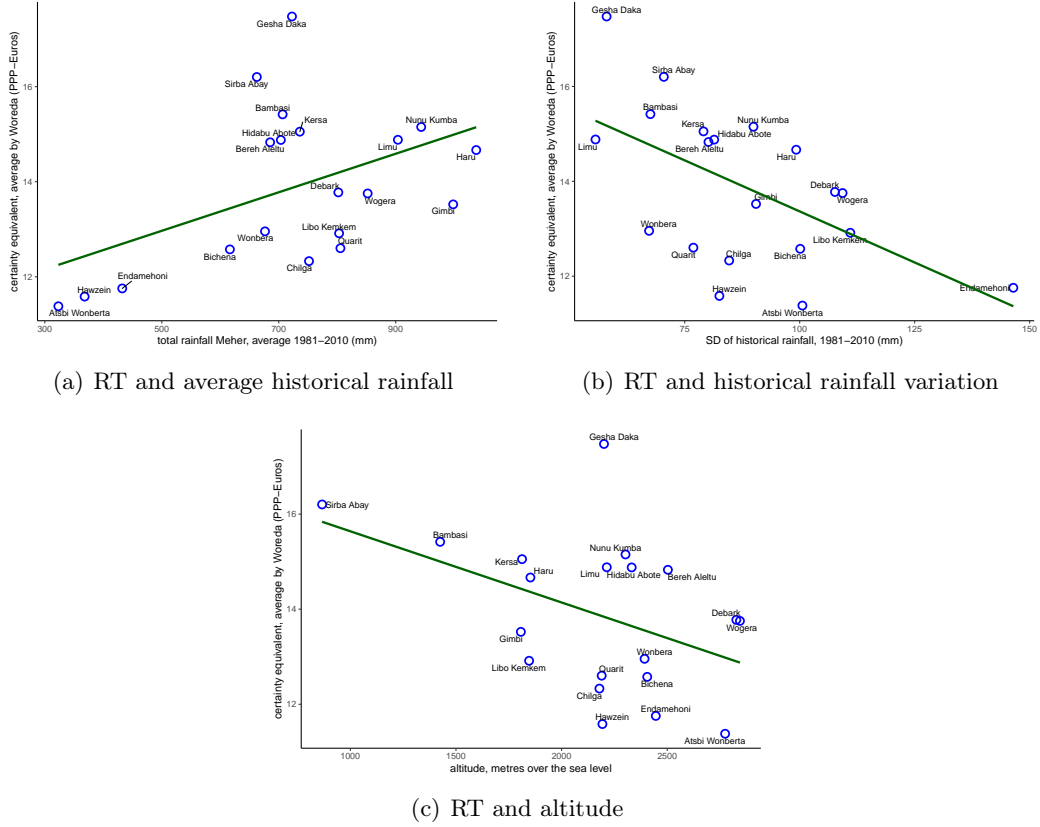 certainty equivalent, average by Woreda (PPP−Euros)
16
14
12
Gesha Daka
Sirba Abay
Bambasi
Kersa
Hidabu Abote
Bereh Aleltu
Nunu Kumba
Limu
Haru
Debark
Wogera
Gimbi
Wonbera
Libo Kemkem
Bichena
Quarit
Chilga
Endamehoni
Hawzein
Atsbi Wonberta
300
500
700
900
total rainfall Meher, average 1981−2010 (mm)
(a) RT and average historical rainfall
certainty equivalent, average by Woreda (PPP−Euros)
16
14
12
Gesha Daka
Sirba Abay
Bambasi
Kersa
Nunu Kumba
Hidabu Abote
Limu
Bereh Aleltu
Haru
Debark
Wogera
Gimbi
Wonbera
Libo Kemkem
Quarit
Chilga
Bichena
Hawzein
Endamehoni
Atsbi Wonberta
75
100
125
150
SD of historical rainfall, 1981−2010 (mm)
(b) RT and historical rainfall variation
certainty equivalent, average by Woreda (PPP−Euros)
16
14
12
Gesha Daka
Sirba Abay
Bambasi
Nunu Kumba
Kersa
Haru
Limu
Hidabu Abote
Bereh Aleltu
Debark
Wogera
Gimbi
Wonbera
Libo Kemkem
Quarit
Bichena
Chilga
Endamehoni
Hawzein
Atsbi Wonberta
1000
1500
2000
2500
altitude, metres over the sea level
(c) RT and altitude